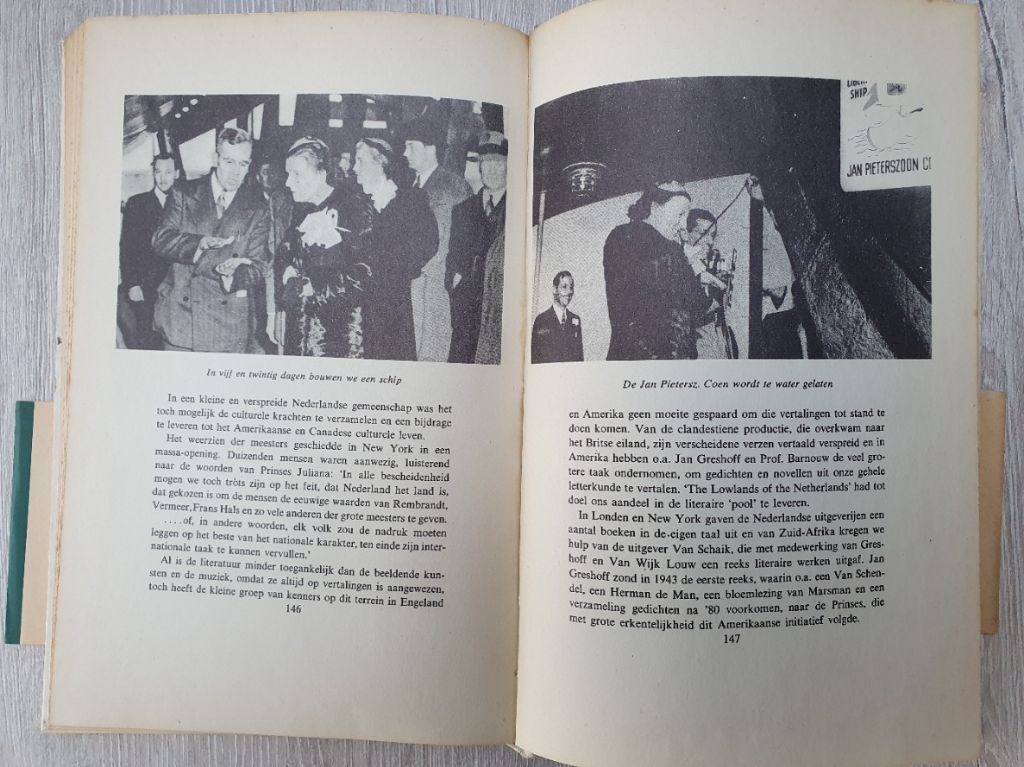 In vijf en twintig dagen bouwen we een schip
In een kleine en verspreide Nederlandse gemeenschap was het
toch mogelijk de culturele krachten te verzamelen en een bijdrage
te leveren tot het Amerikaanse en Canadese culturele leven.
Het weerzien der meesters geschiedde in New York in een
massa-opening. Duizenden mensen waren aanwezig, luisterend
naar de woorden van Prinses Juliana: 'In alle bescheidenheid
mogen we toch tròts zijn op het feit, dat Nederland het land is,
dat gekozen is om de mensen de eeuwige waarden van Rembrandt,
Vermeer, Frans Hals en zo vele anderen der grote meesters te geven.
....of, in andere woorden, elk volk zou de nadruk moeten
leggen op het beste van het nationale karakter, ten einde zijn inter-
nationale taak te kunnen vervullen.'
Al is de literatuur minder toegankelijk dan de beeldende kun-
sten en de muziek, omdat ze altijd op vertalingen is aangewezen,
toch heeft de kleine groep van kenners op dit terrein in Engeland
146
SHIP
JAN PIETERSZOON CO
De Jan Pietersz. Coen wordt te water gelaten
en Amerika geen moeite gespaard om die vertalingen tot stand te
doen komen. Van de clandestiene productie, die overkwam naar
het Britse eiland, zijn verscheidene verzen vertaald verspreid en in
Amerika hebben o.a. Jan Greshoff en Prof. Barnouw de veel gro-
tere taak ondernomen, om gedichten en novellen uit onze gehele
letterkunde te vertalen. 'The Lowlands of the Netherlands' had tot
doel ons aandeel in de literaire 'pool' te leveren.
In Londen en New York gaven de Nederlandse uitgeverijen een
aantal boeken in de eigen taal uit en van Zuid-Afrika kregen we
hulp van de uitgever Van Schaik, die met medewerking van Gres-
hoff en Van Wijk Louw een reeks literaire werken uitgaf. Jan
Greshoff zond in 1943 de eerste reeks, waarin o.a. een Van Schen-
del, een Herman de Man, een bloemlezing van Marsman en een
verzameling gedichten na '80 voorkomen, naar de Prinses, die
met grote erkentelijkheid dit Amerikaanse initiatief volgde.
147